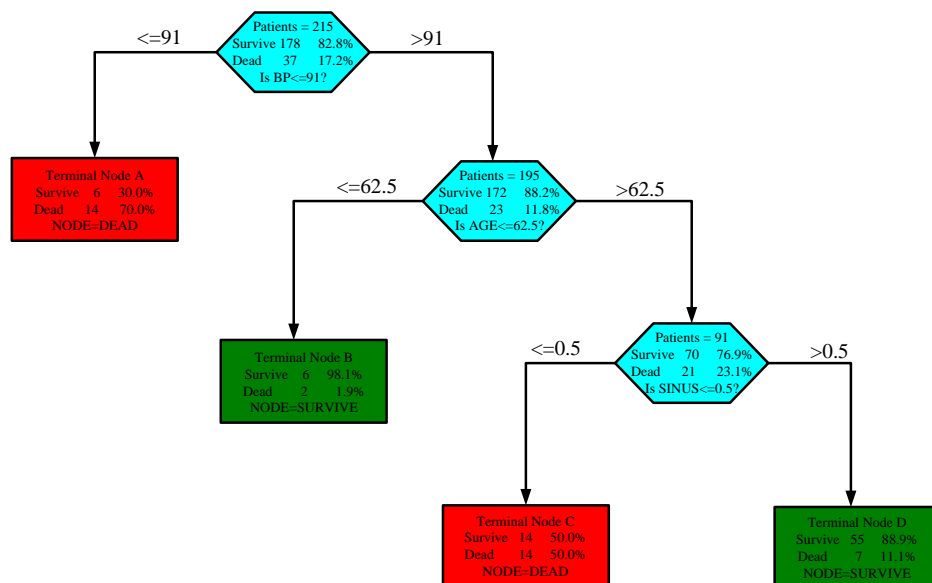 <=91
Patients = 215
Survive 178 82.8%
Dead 37 17.2%
Is BP<=91?
>91
Terminal Node A
Survive 6 30.0%
Dead 14 70.0%
NODE=DEAD
<=62.5
Patients = 195
Survive 172 88.2%
Dead 23 11.8%
Is AGE<=62.5?
>62.5
Terminal Node B
Survive 6 98.1%
Dead 2 1.9%
NODE=SURVIVE
<=0.5
Patients = 91
Survive 70 76.9%
Dead 21 23.1%
Is SINUS<=0.5?
>0.5
Terminal Node C
Survive 14 50.0%
Dead 14 50.0%
NODE=DEAD
Terminal Node D
Survive 55 88.9%
Dead 7 11.1%
NODE=SURVIVE